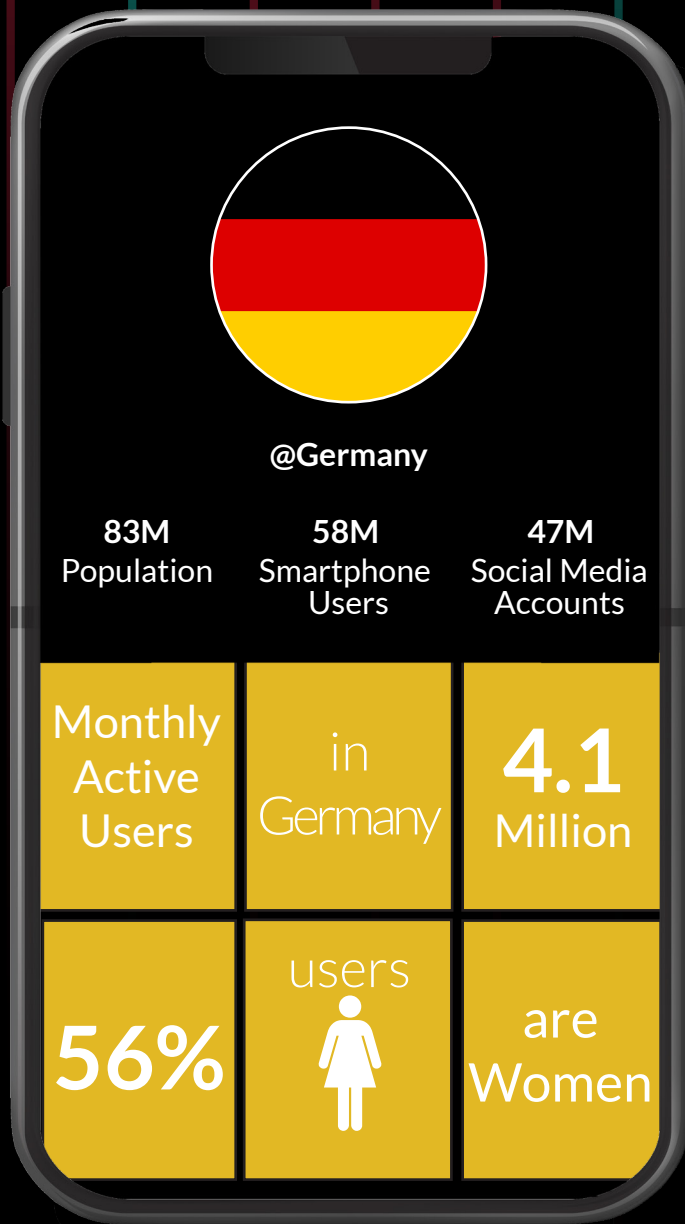 @Germany
83M
Population
58M
Smartphone
Users
47M
Social Media
Accounts
Monthly
Active
Users
in
Germany
4.1
Million
56%
users
are
Women